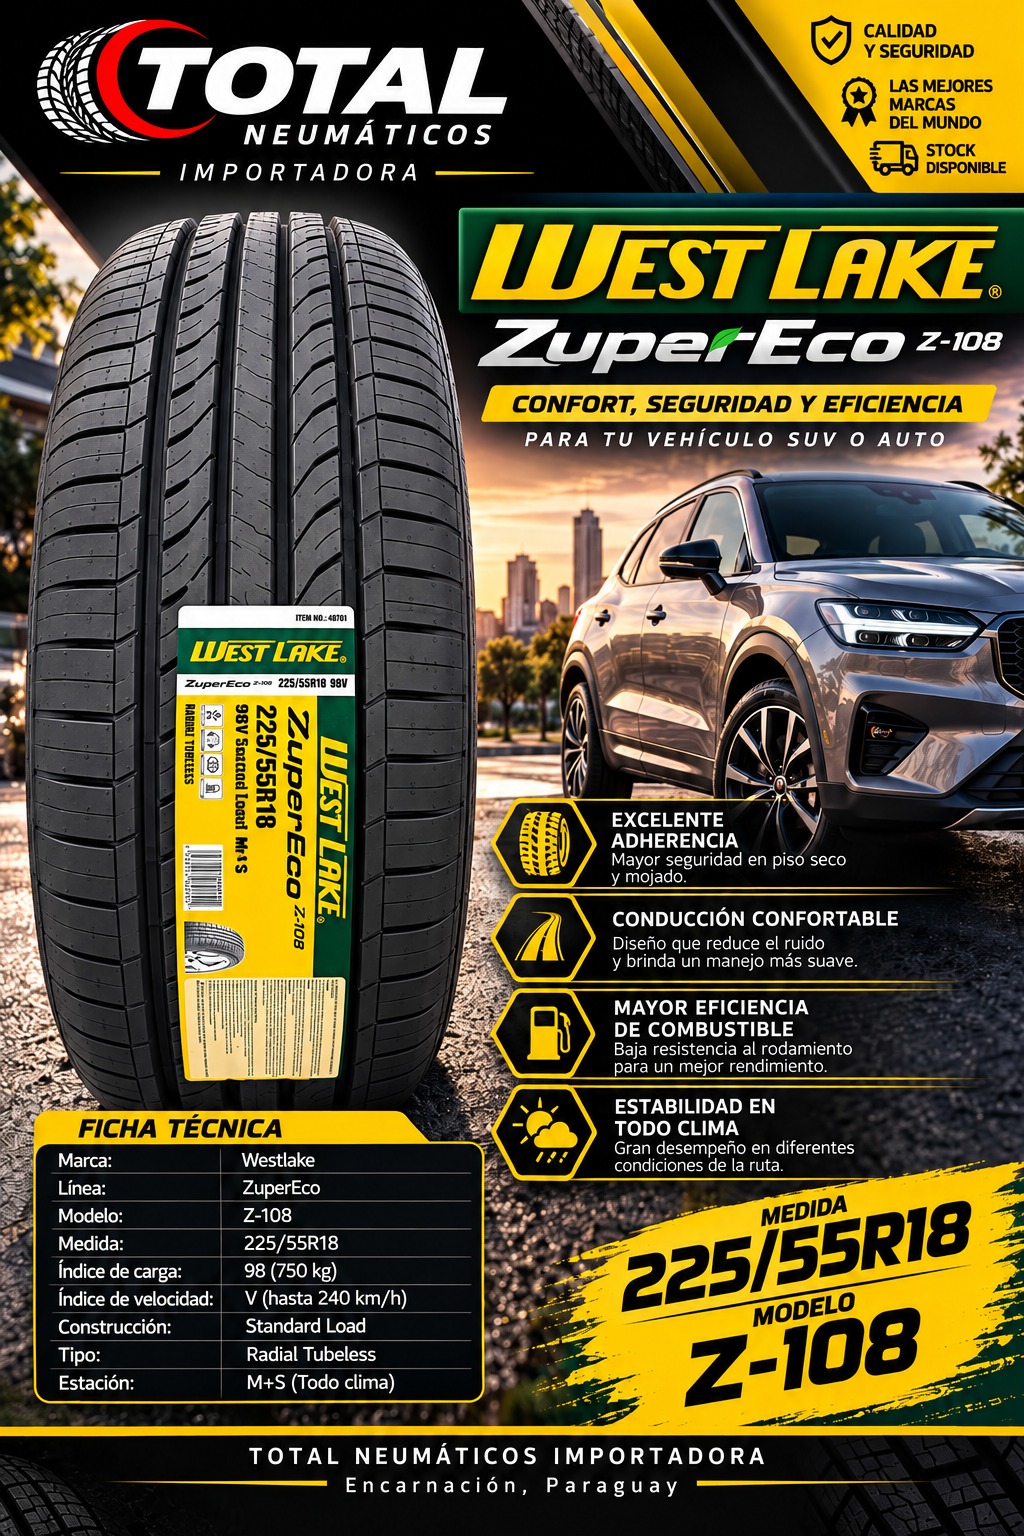 TOTAL
NEUMÁTICOS
IMPORTADORA
CALIDAD
Y SEGURIDAD
LAS MEJORES
MARCAS
DEL MUNDO
STOCK
DISPONIBLE
WEST LAKE®
ZuperEco Z-108
CONFORT, SEGURIDAD Y EFICIENCIA
PARA TU VEHÍCULO SUV O AUTO
ITEM NO.: 48701
WEST LAKE®
ZuperEco Z-108 225/55R18 98V
WEST LAKE®
ZuperEco Z-108
225/55R18
98V
EXCELENTE
ADHERENCIA
Mayor seguridad en piso seco
y mojado.
CONDUCCIÓN CONFORTABLE
Diseño que reduce el ruido
y brinda un manejo más suave.
MAYOR EFICIENCIA
DE COMBUSTIBLE
Baja resistencia al rodamiento
para un mejor rendimiento.
ESTABILIDAD EN
TODO CLIMA
Gran desempeño en diferentes
condiciones de la ruta.
FICHA TÉCNICA
Marca: Westlake
Línea: ZuperEco
Modelo: Z-108
Medida: 225/55R18
Índice de carga: 98 (750 kg)
Índice de velocidad: V (hasta 240 km/h)
Construcción: Standard Load
Tipo: Radial Tubeless
Estación: M+S (Todo clima)
MEDIDA
225/55R18
MODELO
Z-108
TOTAL NEUMÁTICOS IMPORTADORA
Encarnación, Paraguay